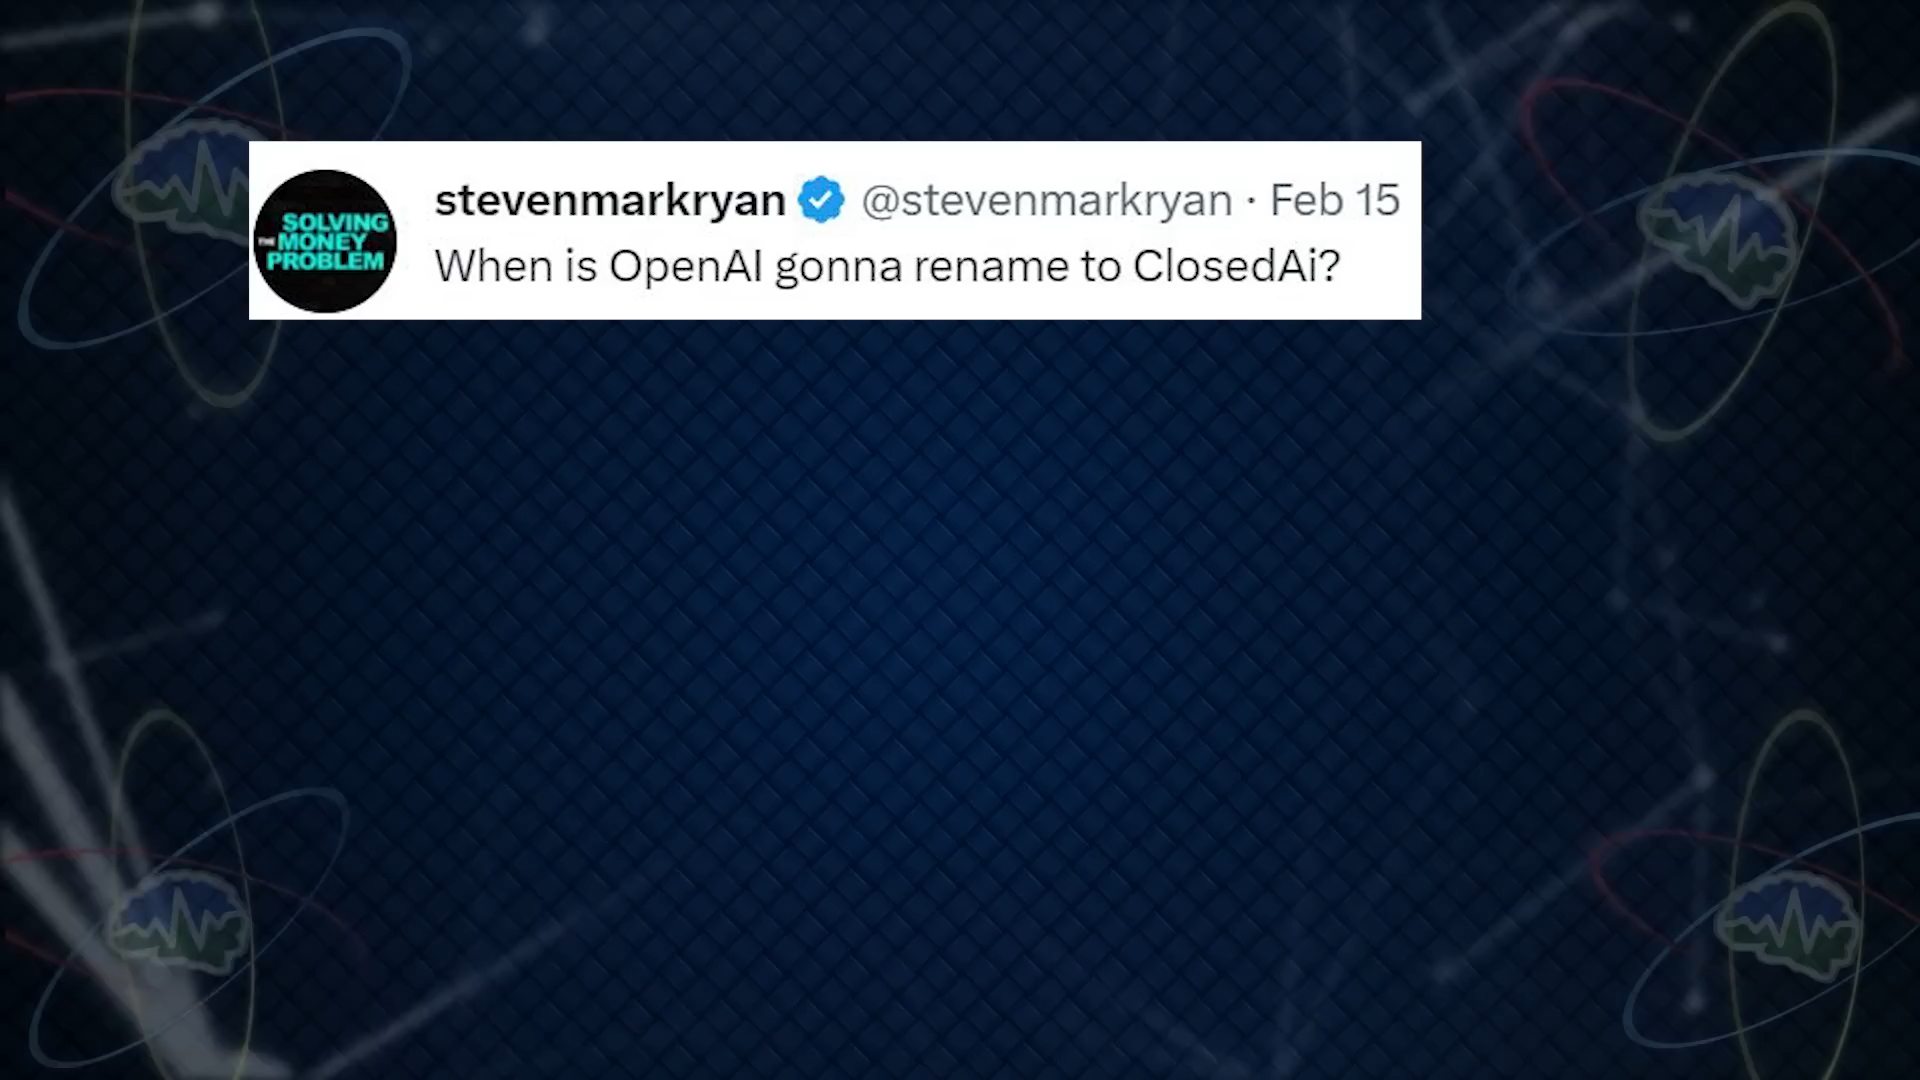 SOLVING
THE MONEY
PROBLEM
stevenmarkryan @stevenmarkryan · Feb 15
When is OpenAI gonna rename to ClosedAi?